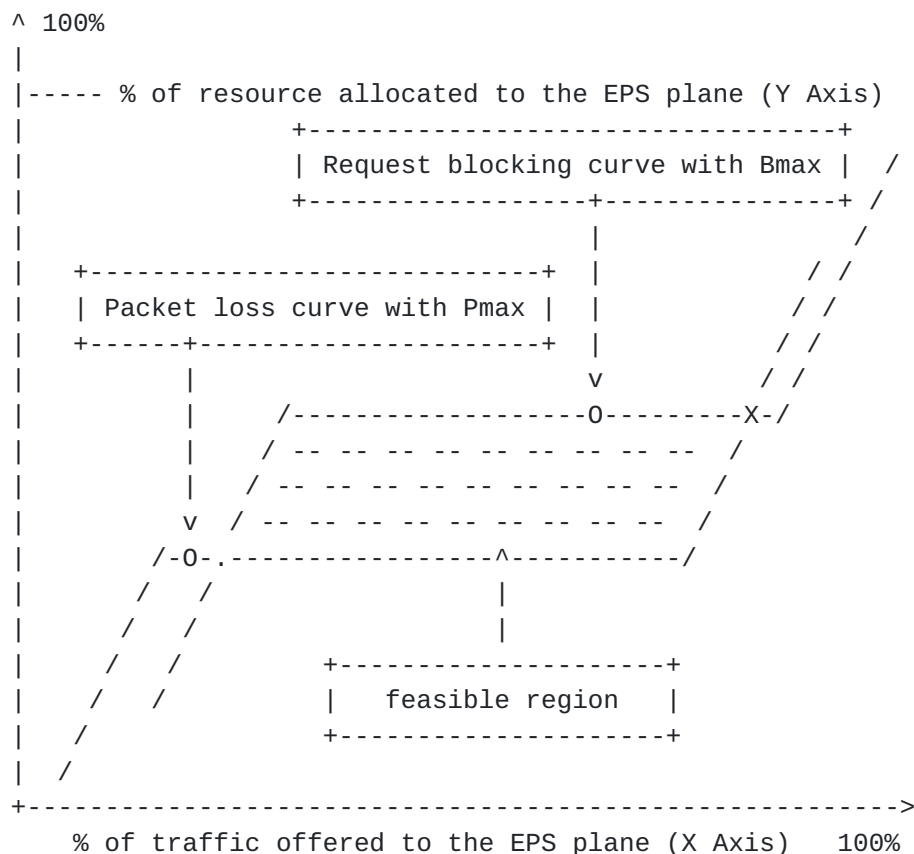 100%
% of resource allocated to the EPS plane (Y Axis)
Request blocking curve with Bmax
Packet loss curve with Pmax
feasible region
% of traffic offered to the EPS plane (X Axis) 100%